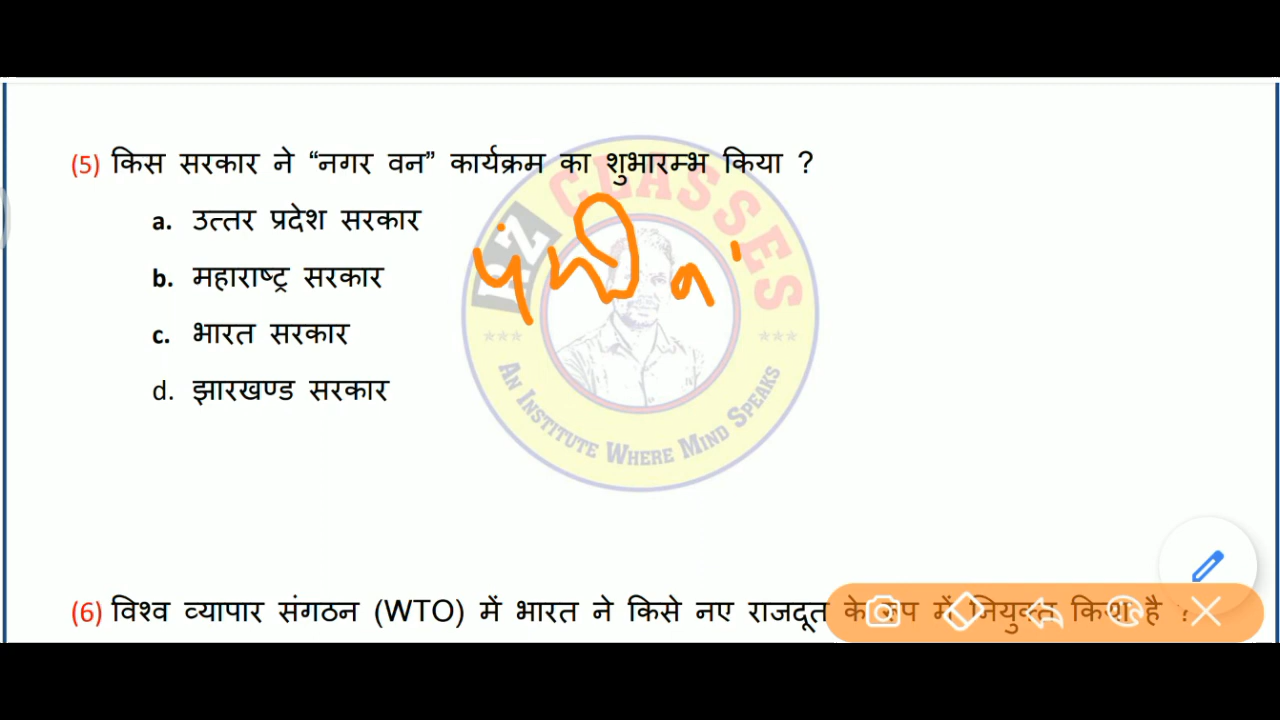 (5) किस सरकार ने “नगर वन” कार्यक्रम का शुभारम्भ किया ?
a. उत्तर प्रदेश सरकार
b. महाराष्ट्र सरकार
c. भारत सरकार
d. झारखण्ड सरकार
RZ CLASSES
AN INSTITUTE WHERE MIND SPEAKS
(6) विश्व व्यापार संगठन (WTO) में भारत ने किसे नए राजदूत के रुप में नियुक्त किया है ?